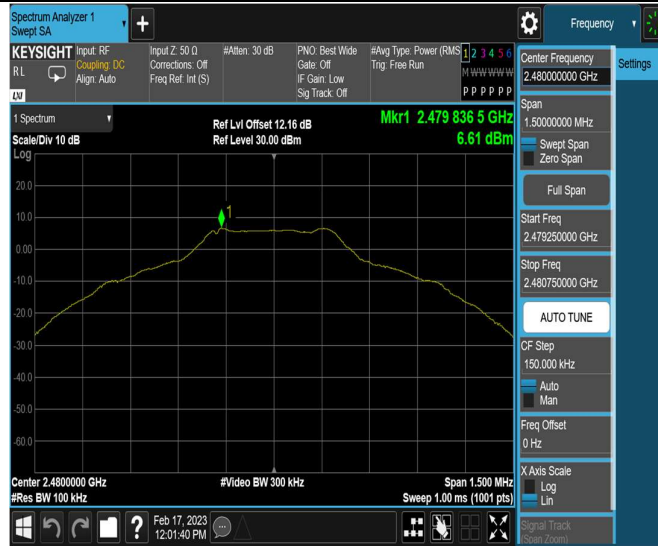 Spectrum Analyzer 1
Swept SA
Frequency
KEYSIGHT
RL
LXI
Input: RF
Coupling: DC
Align: Auto
Input Z: 50 Ω
Corrections: Off
Freq Ref: Int (S)
#Atten: 30 dB
PNO: Best Wide
Gate: Off
IF Gain: Low
Sig Track: Off
#Avg Type: Power (RMS
Trig: Free Run
1 2 3 4 5 6
M W W W W W
P P P P P P
1 Spectrum
Scale/Div 10 dB
Log
Ref Lvl Offset 12.16 dB
Ref Level 30.00 dBm
Mkr1 2.479 836 5 GHz
6.61 dBm
1
20.0
10.0
0.00
-10.0
-20.0
-30.0
-40.0
-50.0
-60.0
Center 2.4800000 GHz
#Res BW 100 kHz
#Video BW 300 kHz
Span 1.500 MHz
Sweep 1.00 ms (1001 pts)
Feb 17, 2023
12:01:40 PM
Center Frequency
2.480000000 GHz
Settings
Span
1.50000000 MHz
Swept Span
Zero Span
Full Span
Start Freq
2.479250000 GHz
Stop Freq
2.480750000 GHz
AUTO TUNE
CF Step
150.000 kHz
Auto
Man
Freq Offset
0 Hz
X Axis Scale
Log
Lin
Signal Track
(Span Zoom)